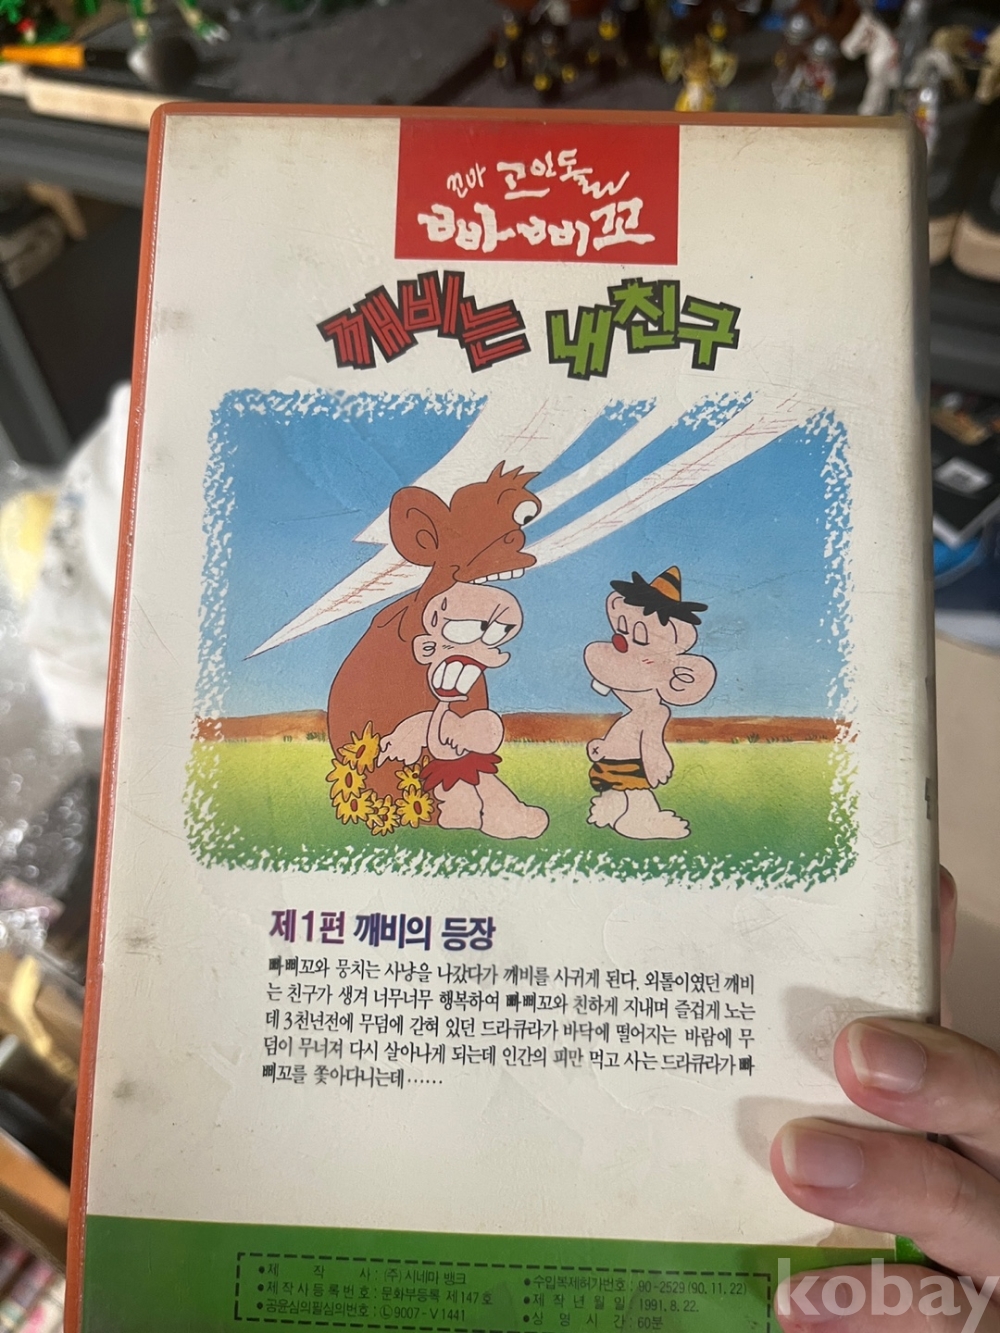 꼬마 고인돌
빠삐꼬
깨비는 내친구
제1편 깨비의 등장
빠삐꼬와 뭉치는 사냥을 나갔다가 깨비를 사귀게 된다. 외톨이였던 깨비
는 친구가 생겨 너무너무 행복하여 빠삐꼬와 친하게 지내며 즐겁게 노는
데 3천년전에 무덤에 갇혀 있던 드라큐라가 바닥에 떨어지는 바람에 무
덤이 무너져 다시 살아나게 되는데 인간의 피만 먹고 사는 드라큐라가 빠
삐꼬를 쫓아다니는데……
•제 작 사 : (주) 시네마 뱅크
•제작사등록번호 : 문화부등록 제147호
•공윤심의필심의번호 : Ⓛ9007-V1441
•수입복제허가번호 : 90-2529(90.11.22)
•제작년월일 : 1991. 8. 22.
•상영시간 : 60분
kobay